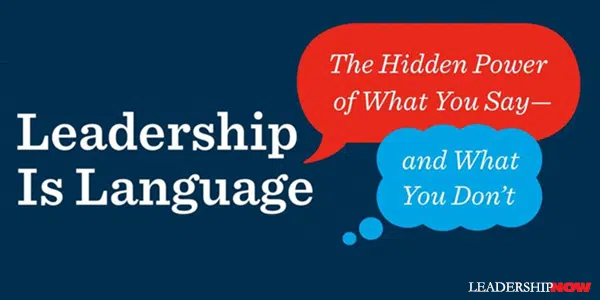 Leadership
Is Language
The Hidden Power
of What You Say—
and What
You Don't
LEADERSHIPNOW